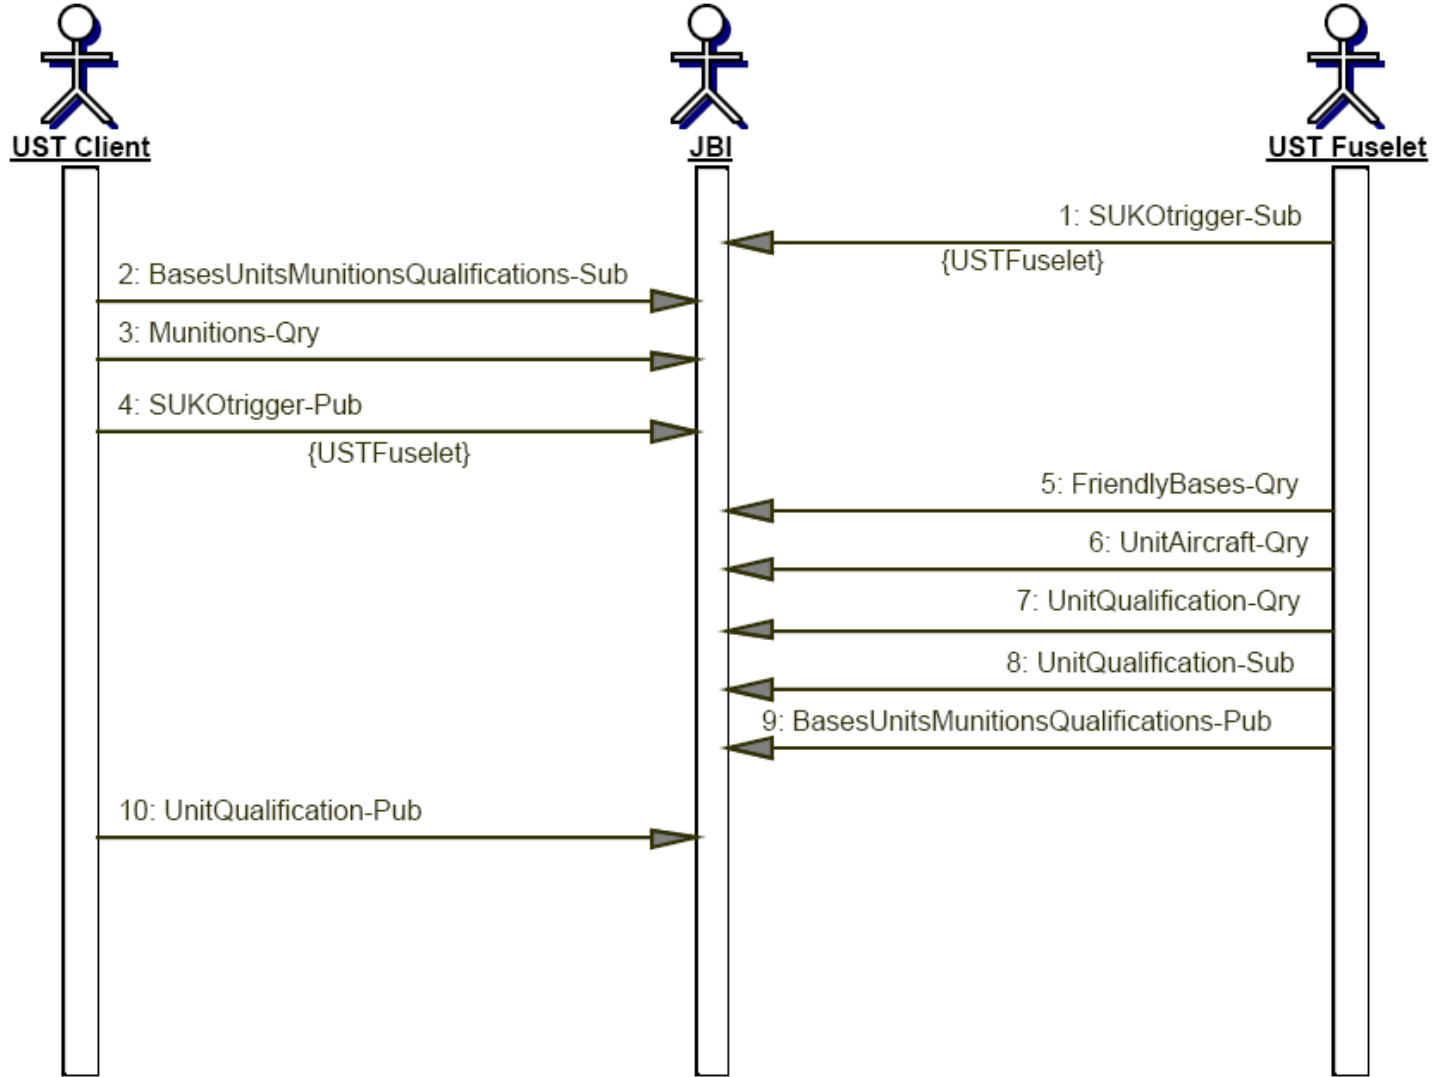 UST Client
JBI
UST Fuselet
1: SUKOtrigger-Sub
{USTFuselet}
2: BasesUnitsMunitionsQualifications-Sub
3: Munitions-Qry
4: SUKOtrigger-Pub
{USTFuselet}
5: FriendlyBases-Qry
6: UnitAircraft-Qry
7: UnitQualification-Qry
8: UnitQualification-Sub
9: BasesUnitsMunitionsQualifications-Pub
10: UnitQualification-Pub